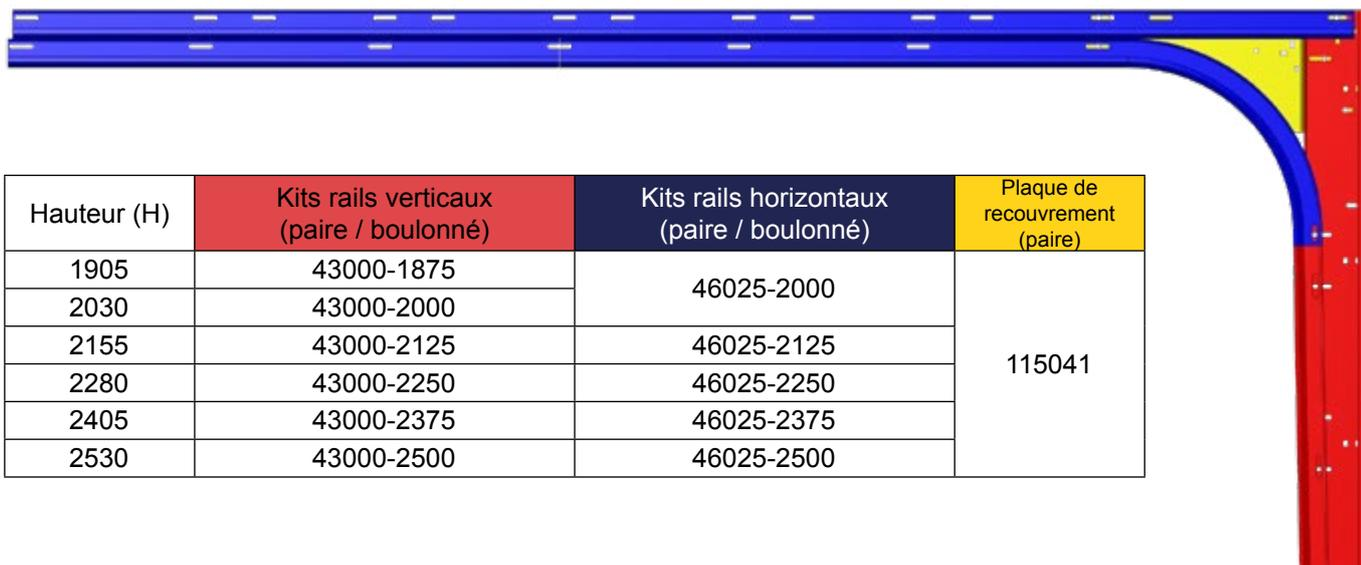 Hauteur (H)
Kits rails verticaux
(paire / boulonné)
Kits rails horizontaux
(paire / boulonné)
Plaque de
recouvrement
(paire)
1905
43000-1875
46025-2000
115041
2030
43000-2000
2155
43000-2125
46025-2125
2280
43000-2250
46025-2250
2405
43000-2375
46025-2375
2530
43000-2500
46025-2500